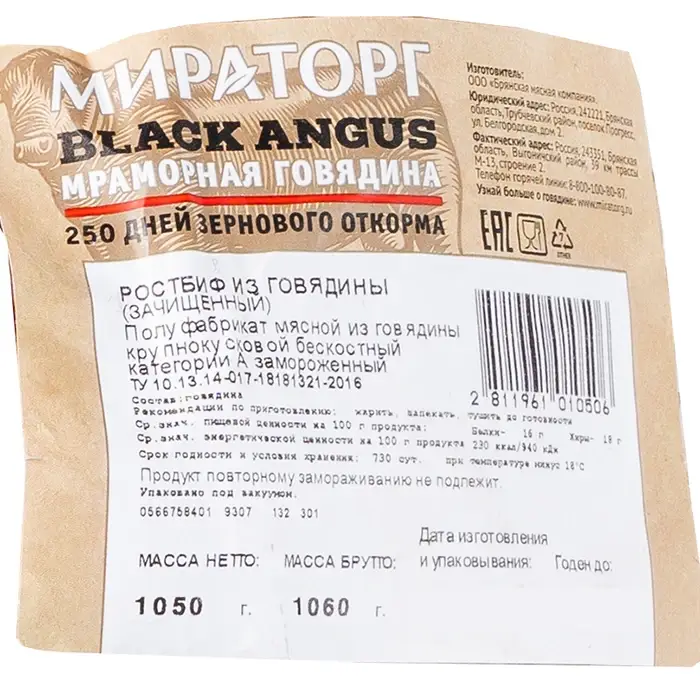 МИРАТОРГ
BLACK ANGUS
МРАМОРНАЯ ГОВЯДИНА
250 ДНЕЙ ЗЕРНОВОГО ОТКОРМА
Изготовитель:
ООО «Брянская мясная компания».
Юридический адрес: Россия, 242221, Брянская
область, Трубчевский район, поселок Прогресс,
ул. Белгородская, дом 2.
Фактический адрес: Россия, 243351, Брянская
область, Выгоничский район, 39 км трассы
М-13, строение 2.
Телефон горячей линии: 8-800-100-80-87.
Узнай больше о говядине: www.miratorg.ru
EAC
РОСТБИФ ИЗ ГОВЯДИНЫ
(ЗАЧИЩЕННЫЙ)
Полуфабрикат мясной из говядины
крупнокусковой бескостный
категории А замороженный
ТУ 10.13.14-017-18181321-2016
2 811961 010506
Состав: говядина
Рекомендации по приготовлению: жарить, запекать, тушить до готовности
Ср.знач. пищевой ценности на 100 г продукта: Белки- 16 г Жиры- 18 г
Ср.знач. энергетической ценности на 100 г продукта 230 ккал/940 кДж
Срок годности и условия хранения: 730 сут. при температуре минус 18°С
Продукт повторному замораживанию не подлежит.
Упаковано под вакуумом.
0566758401 9307 132 301
Дата изготовления
МАССА НЕТТО: МАССА БРУТТО: и упаковывания: Годен до:
1050 г. 1060 г.